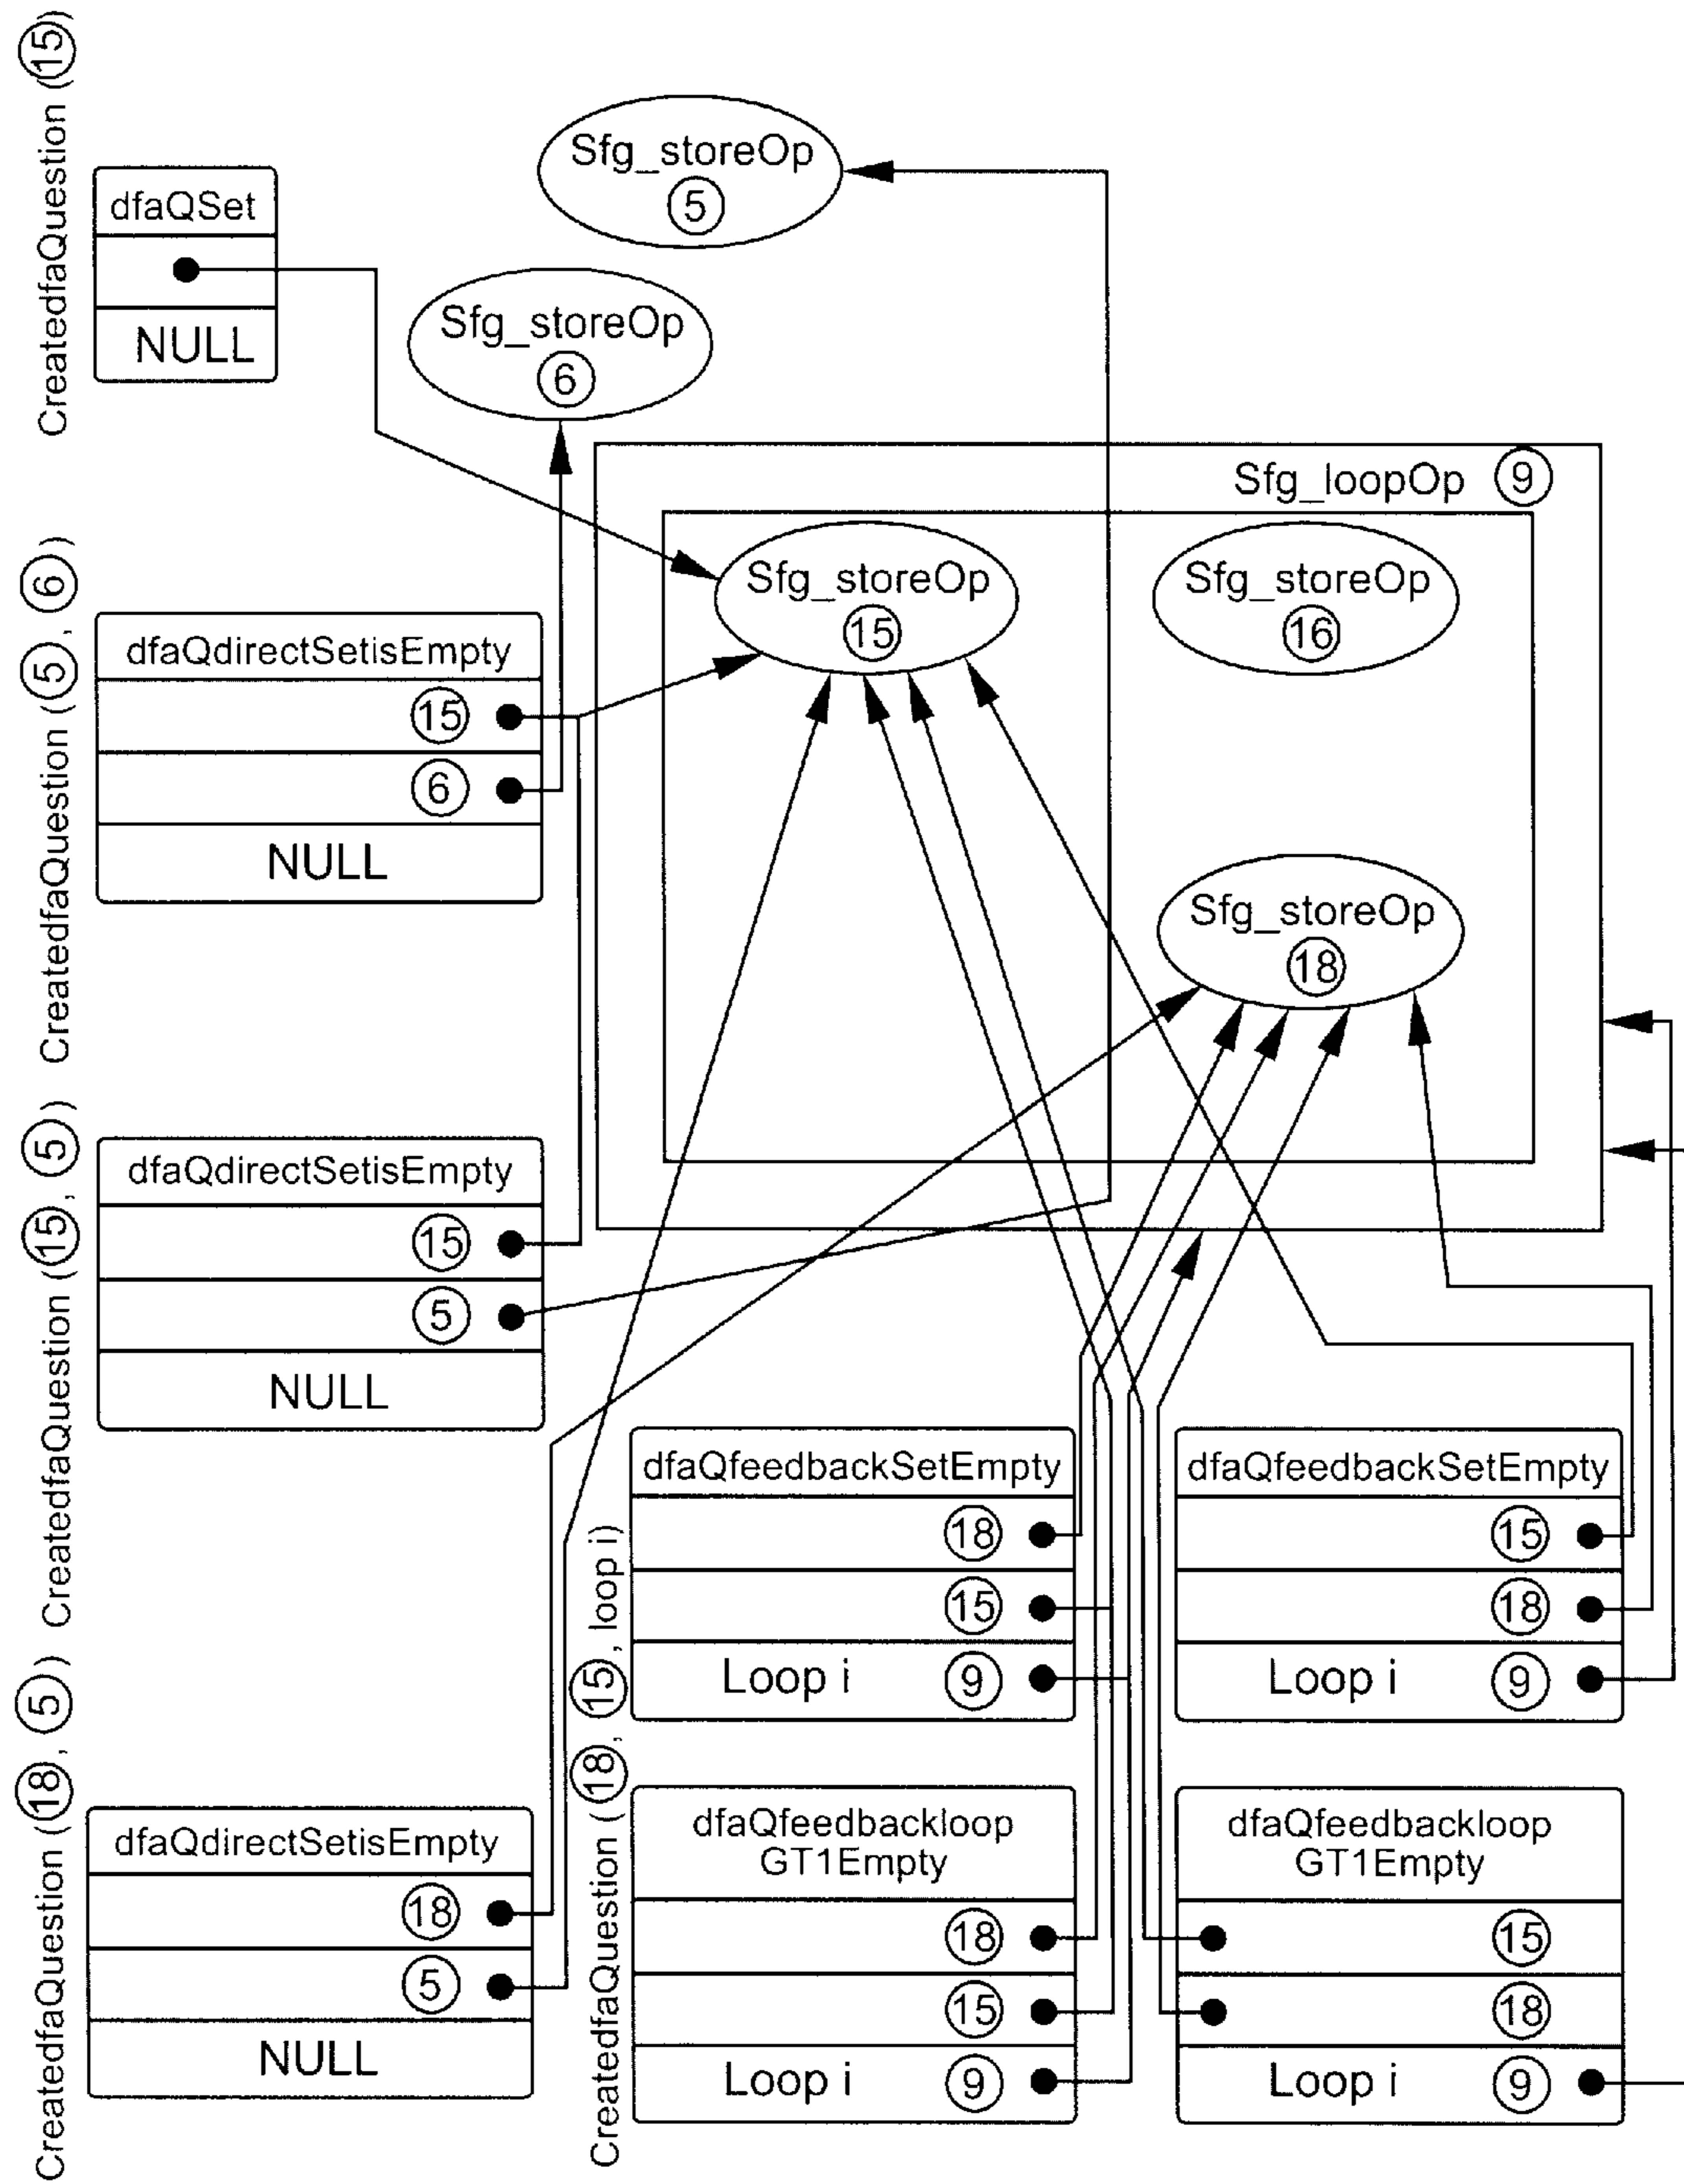 CreatedfaQuestion (15)
dfaQSet
NULL
Sfg_storeOp
5
Sfg_storeOp
6
CreatedfaQuestion (5, 6)
dfaQdirectSetisEmpty
15
6
NULL
Sfg_loopOp 9
Sfg_storeOp
15
Sfg_storeOp
16
Sfg_storeOp
18
CreatedfaQuestion (15, 5)
dfaQdirectSetisEmpty
15
5
NULL
CreatedfaQuestion (18, 5)
dfaQdirectSetisEmpty
18
5
NULL
CreatedfaQuestion (18, 15, loop i)
dfaQfeedbackSetEmpty
18
15
Loop i 9
dfaQfeedbackSetEmpty
15
18
Loop i 9
dfaQfeedbackloop
GT1Empty
18
15
Loop i 9
dfaQfeedbackloop
GT1Empty
15
18
Loop i 9